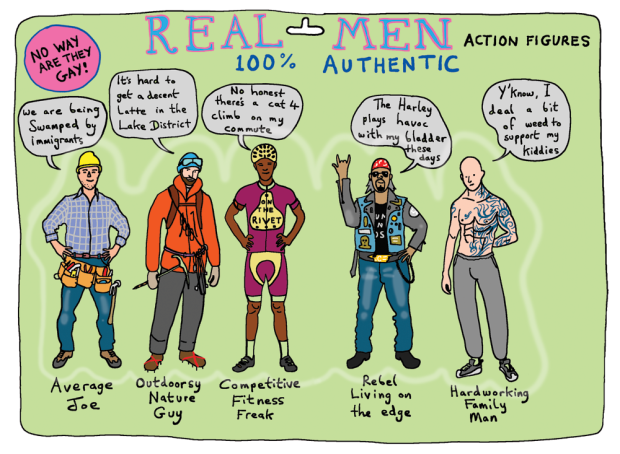 REAL MEN ACTION FIGURES
100% AUTHENTIC
NO WAY
ARE THEY
GAY!
We are being
Swamped by
immigrants
It's hard to
get a decent
Latte in the
Lake District
No honest
there's a cat 4
climb on my
commute
The Harley
plays havoc
with my bladder
these
days
Y'know, I
deal a bit
of weed to
support my
kiddies
ON
THE
RIVET
Average
Joe
Outdoorsy
Nature
Guy
Competitive
Fitness
Freak
Rebel
Living on
the edge
Hardworking
Family
Man